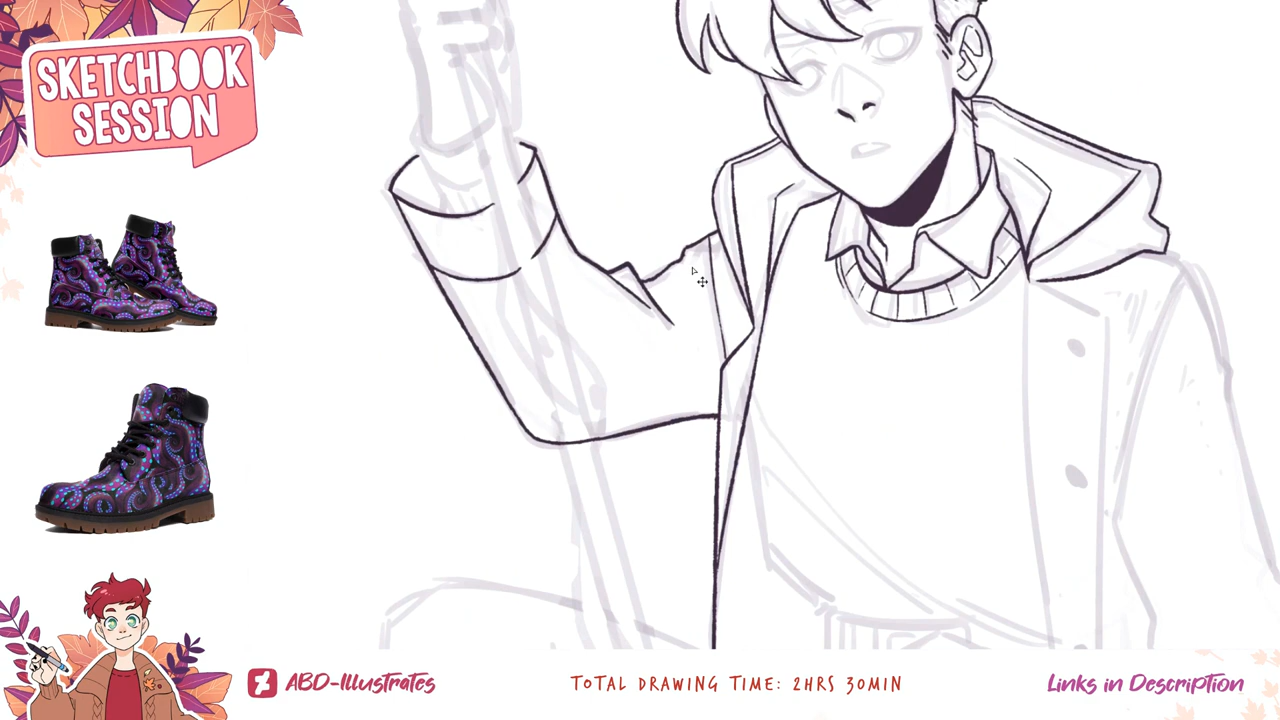 SKETCHBOOK
SESSION
ABD-Illustrates
TOTAL DRAWING TIME: 2HRS 30MIN
Links in Description